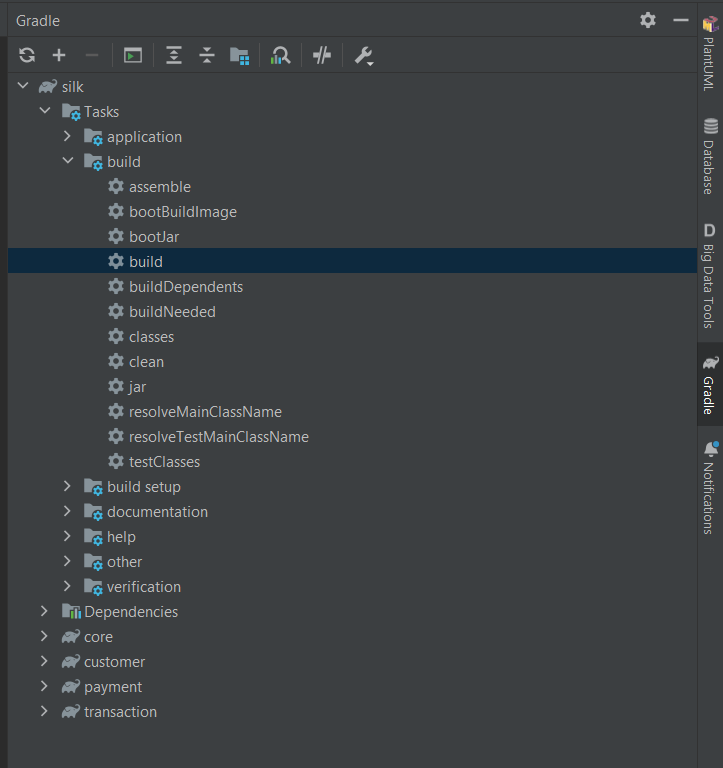 Gradle
silk
Tasks
application
build
assemble
bootBuildImage
bootJar
build
buildDependents
buildNeeded
classes
clean
jar
resolveMainClassName
resolveTestMainClassName
testClasses
build setup
documentation
help
other
verification
Dependencies
core
customer
payment
transaction
PlantUML
Database
D
Big Data Tools
Gradle
Notifications